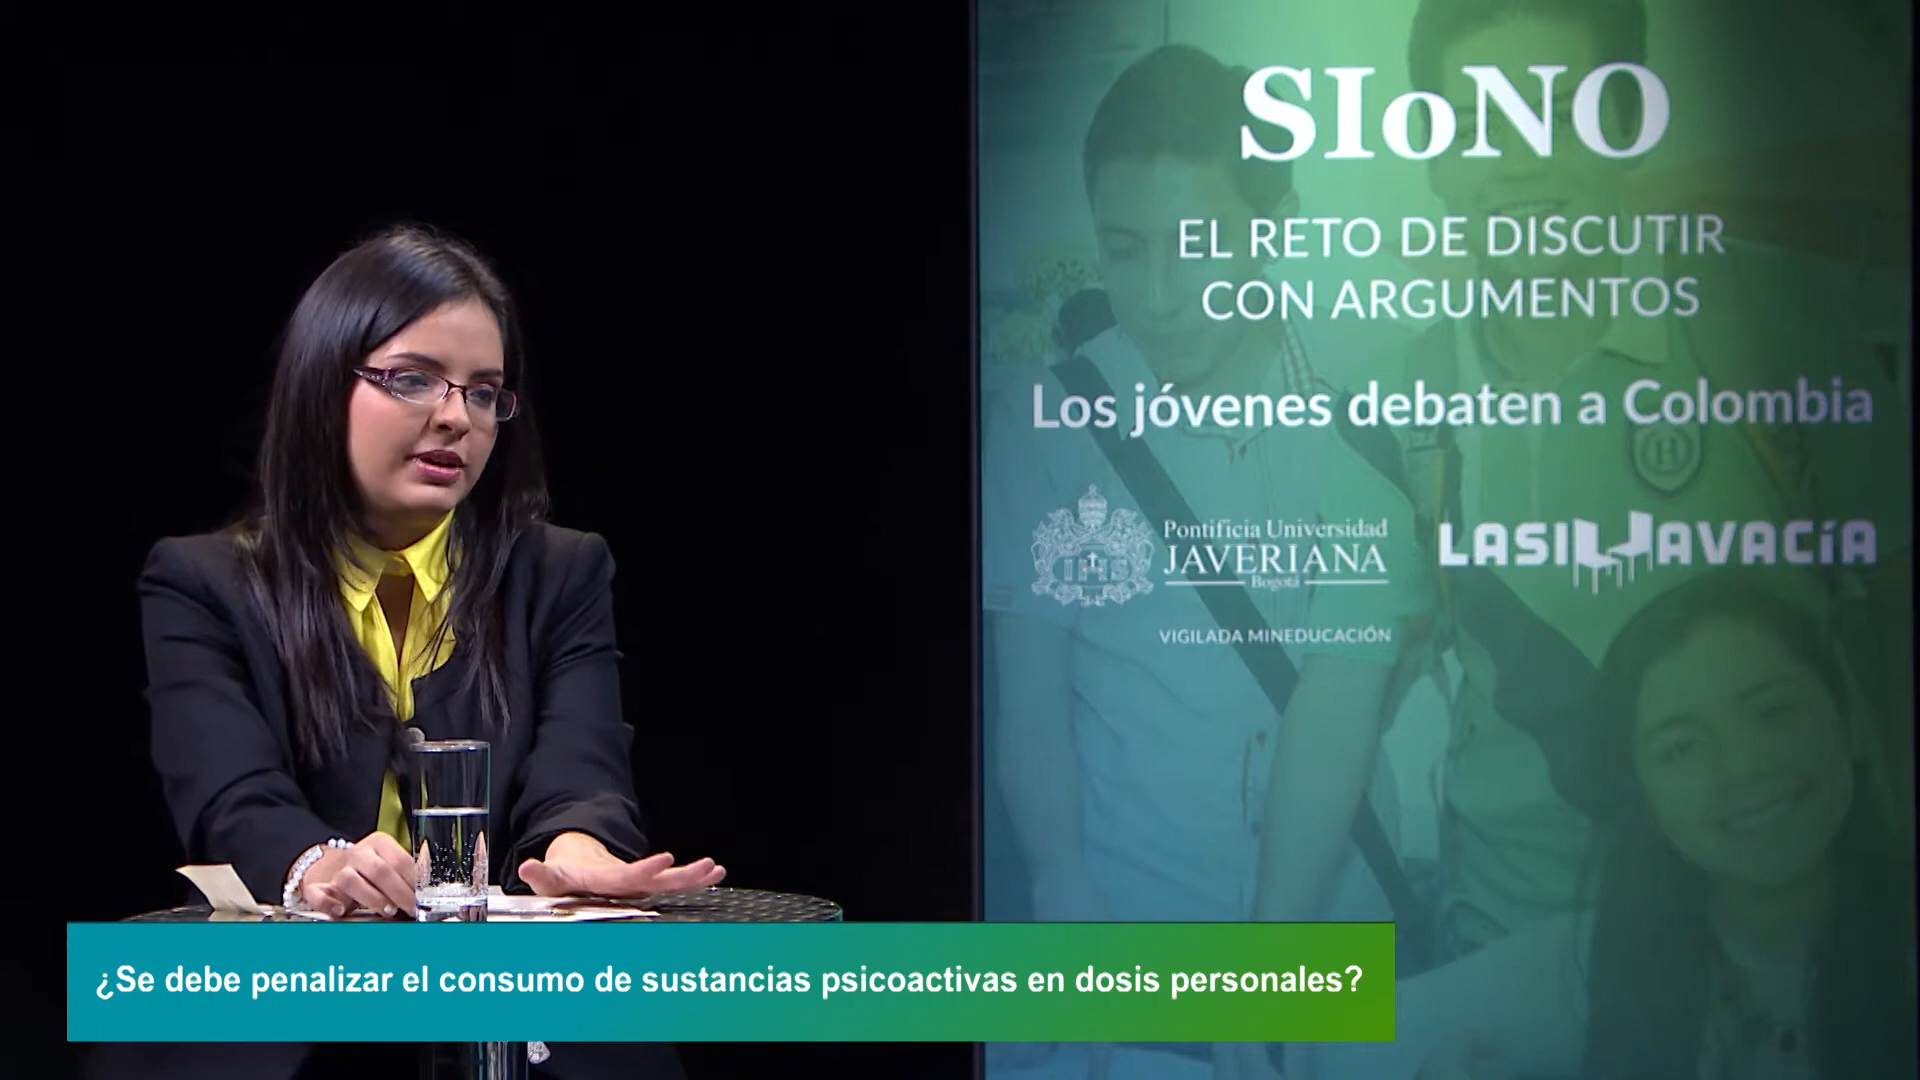 SIoNO
EL RETO DE DISCUTIR
CON ARGUMENTOS
Los jóvenes debaten a Colombia
Pontificia Universidad
JAVERIANA
Bogotá
VIGILADA MINEDUCACIÓN
LASILLAVACÍA
IHS
H
¿Se debe penalizar el consumo de sustancias psicoactivas en dosis personales?